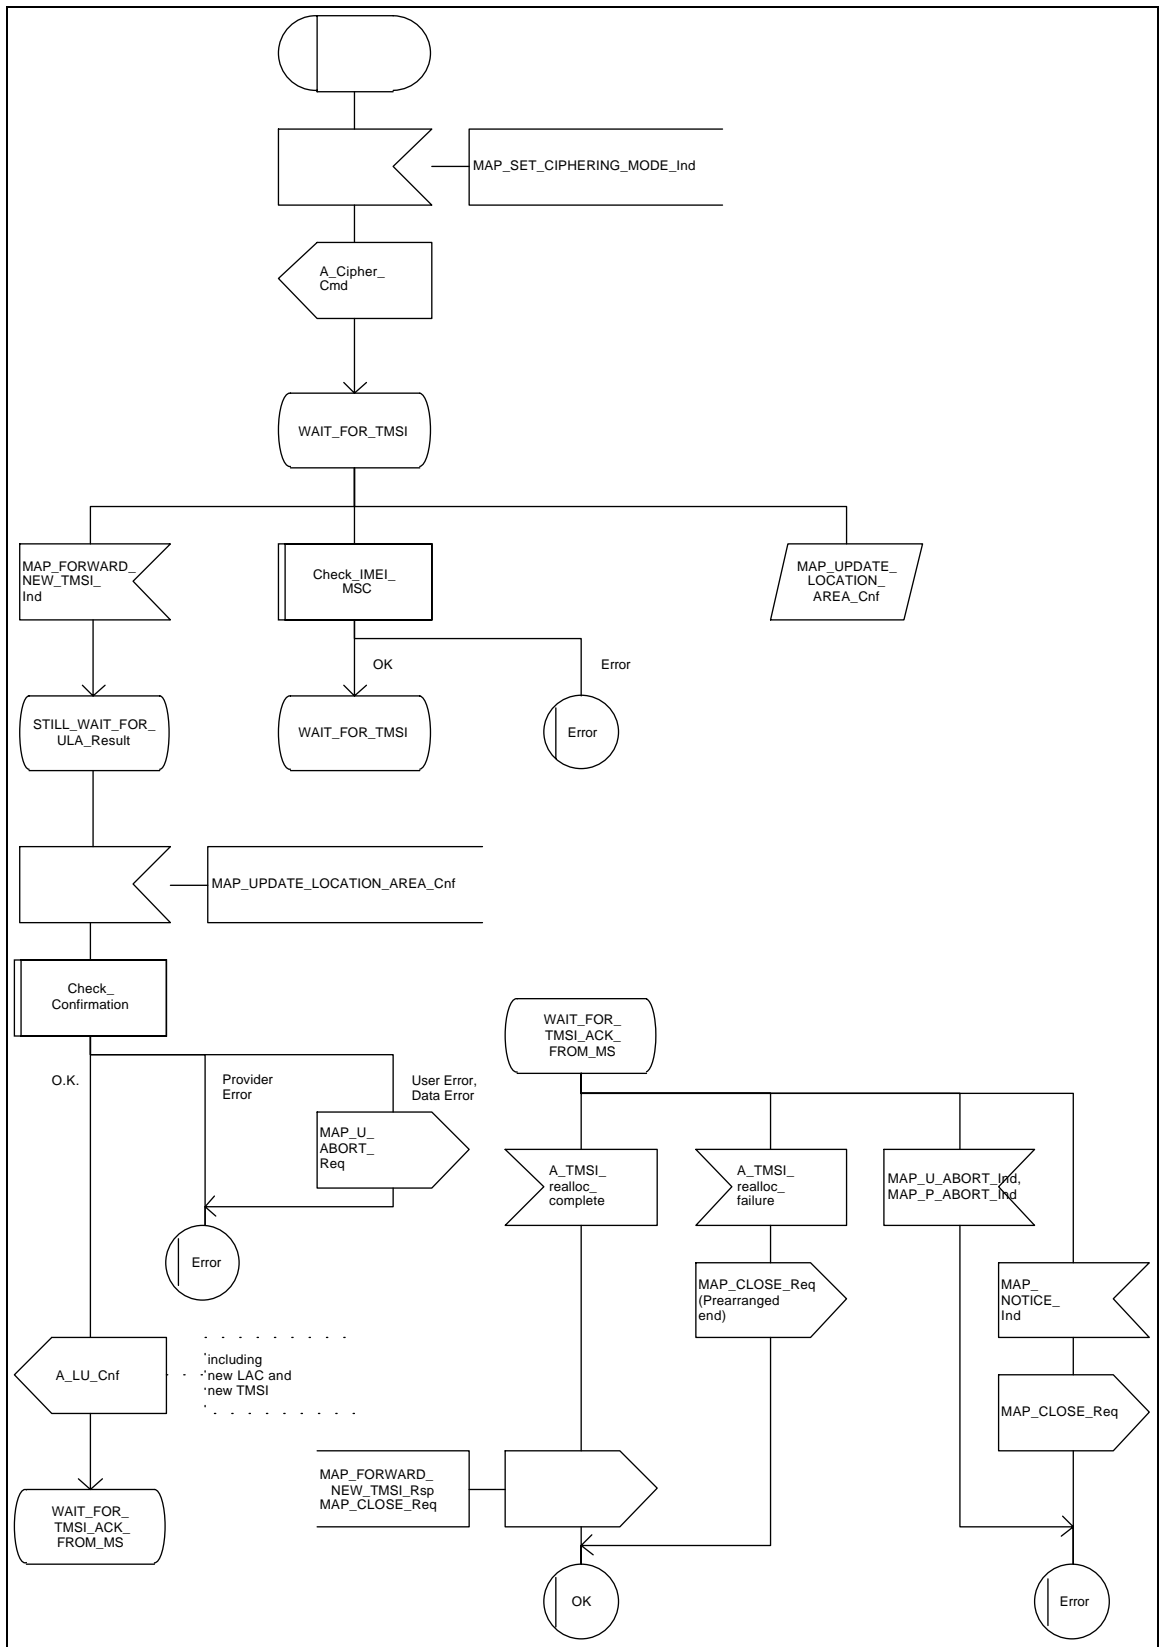 MAP_SET_CIPHERING_MODE_Ind
A_Cipher_
Cmd
WAIT_FOR_TMSI
MAP_FORWARD_
NEW_TMSI_
Ind
Check_IMEI_
MSC
MAP_UPDATE_
LOCATION_
AREA_Cnf
OK
Error
STILL_WAIT_FOR_
ULA_Result
WAIT_FOR_TMSI
Error
MAP_UPDATE_LOCATION_AREA_Cnf
Check_
Confirmation
WAIT_FOR_
TMSI_ACK_
FROM_MS
O.K.
Provider
Error
User Error,
Data Error
MAP_U_
ABORT_
Req
A_TMSI_
realloc_
complete
A_TMSI_
realloc_
failure
MAP_U_ABORT_Ind,
MAP_P_ABORT_Ind
Error
MAP_CLOSE_Req
(Prearranged
end)
MAP_
NOTICE_
Ind
A_LU_Cnf
including
new LAC and
new TMSI
MAP_CLOSE_Req
MAP_FORWARD_
NEW_TMSI_Rsp
MAP_CLOSE_Req
WAIT_FOR_
TMSI_ACK_
FROM_MS
OK
Error